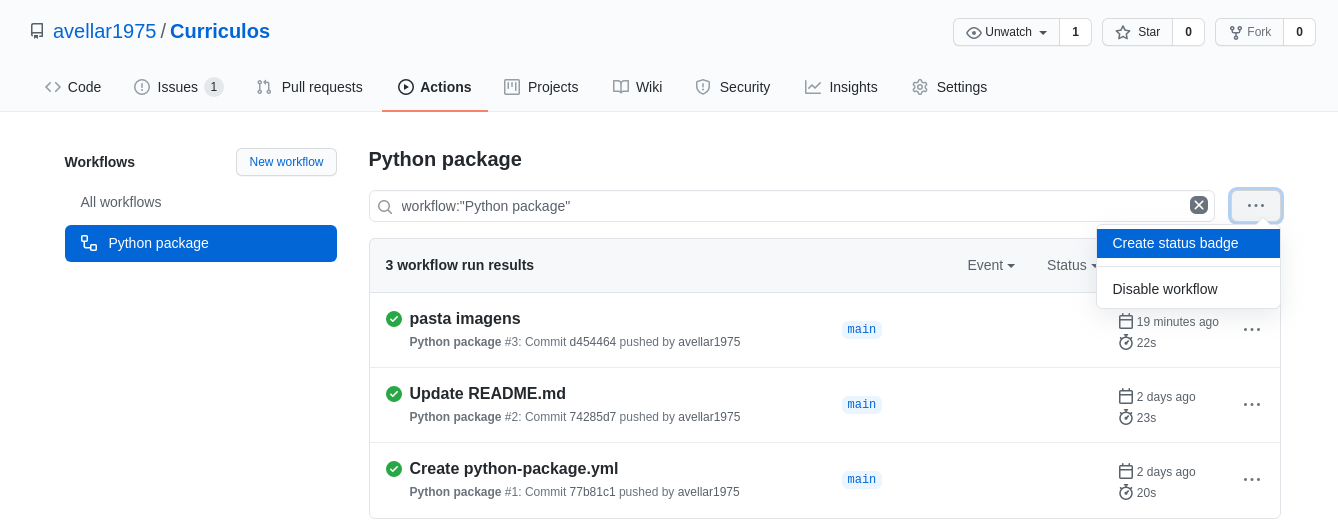 avellar1975 / Curriculos
Unwatch 1 Star 0 Fork 0
Code Issues 1 Pull requests Actions Projects Wiki Security Insights Settings
Workflows New workflow
All workflows
Python package
Python package
workflow:"Python package"
Create status badge
Disable workflow
3 workflow run results Event Status
pasta imagens
Python package #3: Commit d454464 pushed by avellar1975
main
19 minutes ago
22s
Update README.md
Python package #2: Commit 74285d7 pushed by avellar1975
main
2 days ago
23s
Create python-package.yml
Python package #1: Commit 77b81c1 pushed by avellar1975
main
2 days ago
20s